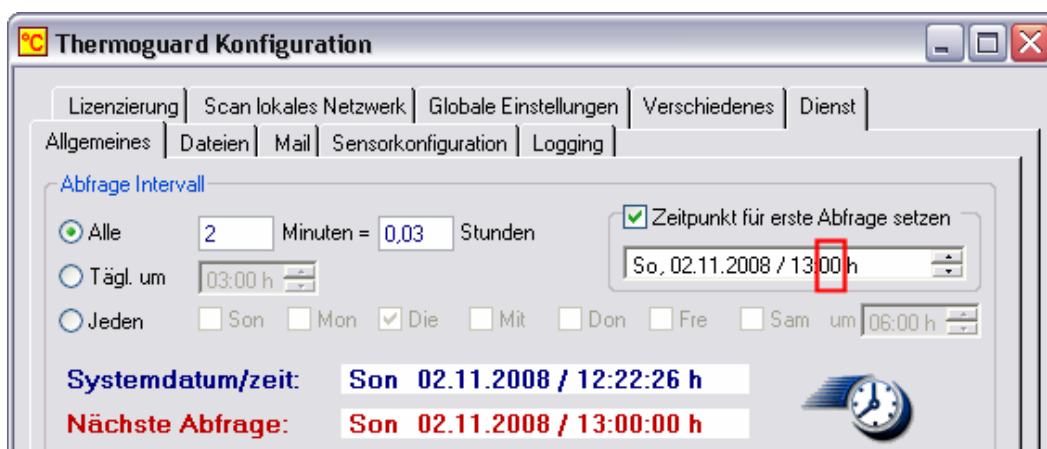 °C Thermoguard Konfiguration
Lizenzierung Scan lokales Netzwerk Globale Einstellungen Verschiedenes Dienst
Allgemeines Dateien Mail Sensorkonfiguration Logging
Abfrage Intervall
Zeitpunkt für erste Abfrage setzen
Alle 2 Minuten = 0,03 Stunden
So, 02.11.2008 / 13:00 h
Tägl. um 03:00 h
Jeden Son Mon Die Mit Don Fre Sam um 06:00 h
Systemdatum/zeit: Son 02.11.2008 / 12:22:26 h
Nächste Abfrage: Son 02.11.2008 / 13:00:00 h